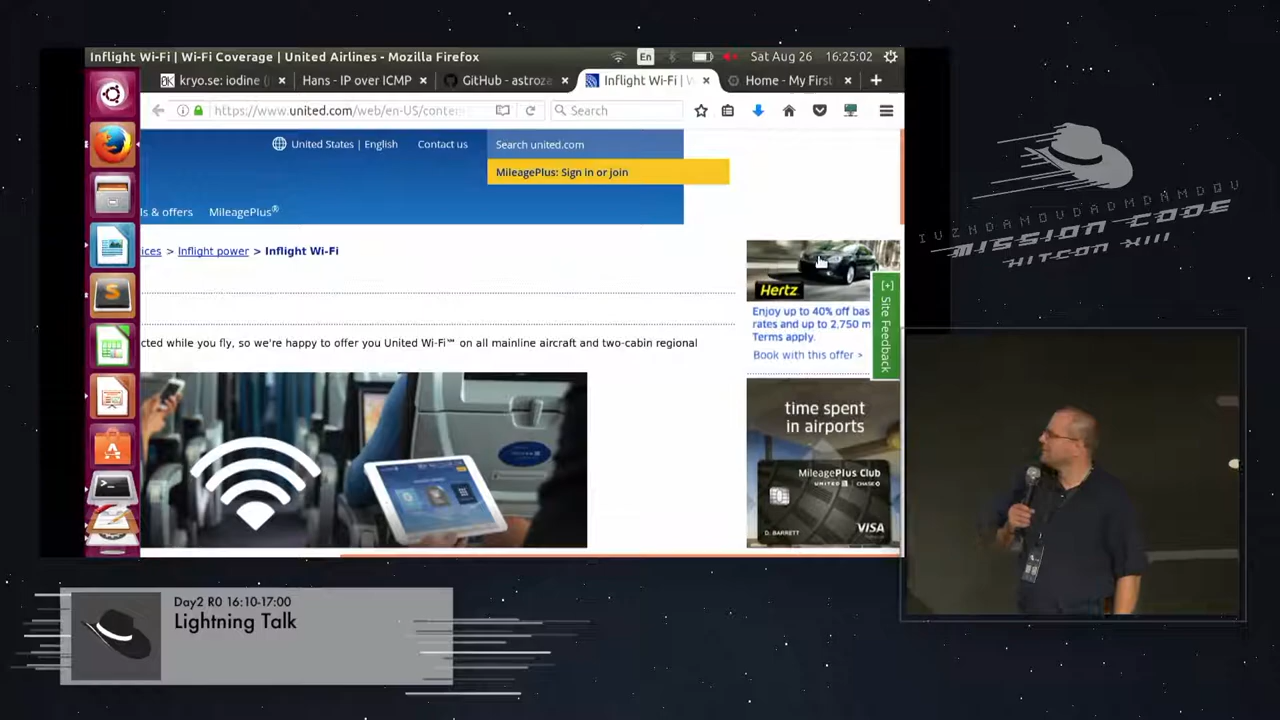 Inflight Wi-Fi | Wi-Fi Coverage | United Airlines - Mozilla Firefox
En
Sat Aug 26 16:25:02
kryo.se: iodine (
Hans - IP over ICMP
GitHub - astroza
Inflight Wi-Fi |
Home - My First
https://www.united.com/web/en-US/conten
Search
United States | English
Contact us
Search united.com
MileagePlus: Sign in or join
ls & offers
MileagePlus®
ices > Inflight power > Inflight Wi-Fi
Hertz
Enjoy up to 40% off bas
rates and up to 2,750 m
Terms apply.
Book with this offer >
[+] Site Feedback
cted while you fly, so we're happy to offer you United Wi-Fi℠ on all mainline aircraft and two-cabin regional
time spent
in airports
MileagePlus Club
UNITED
CHASE
D. BARRETT
VISA
MISSION CODE
HITCON XIII
Day2 R0 16:10-17:00
Lightning Talk